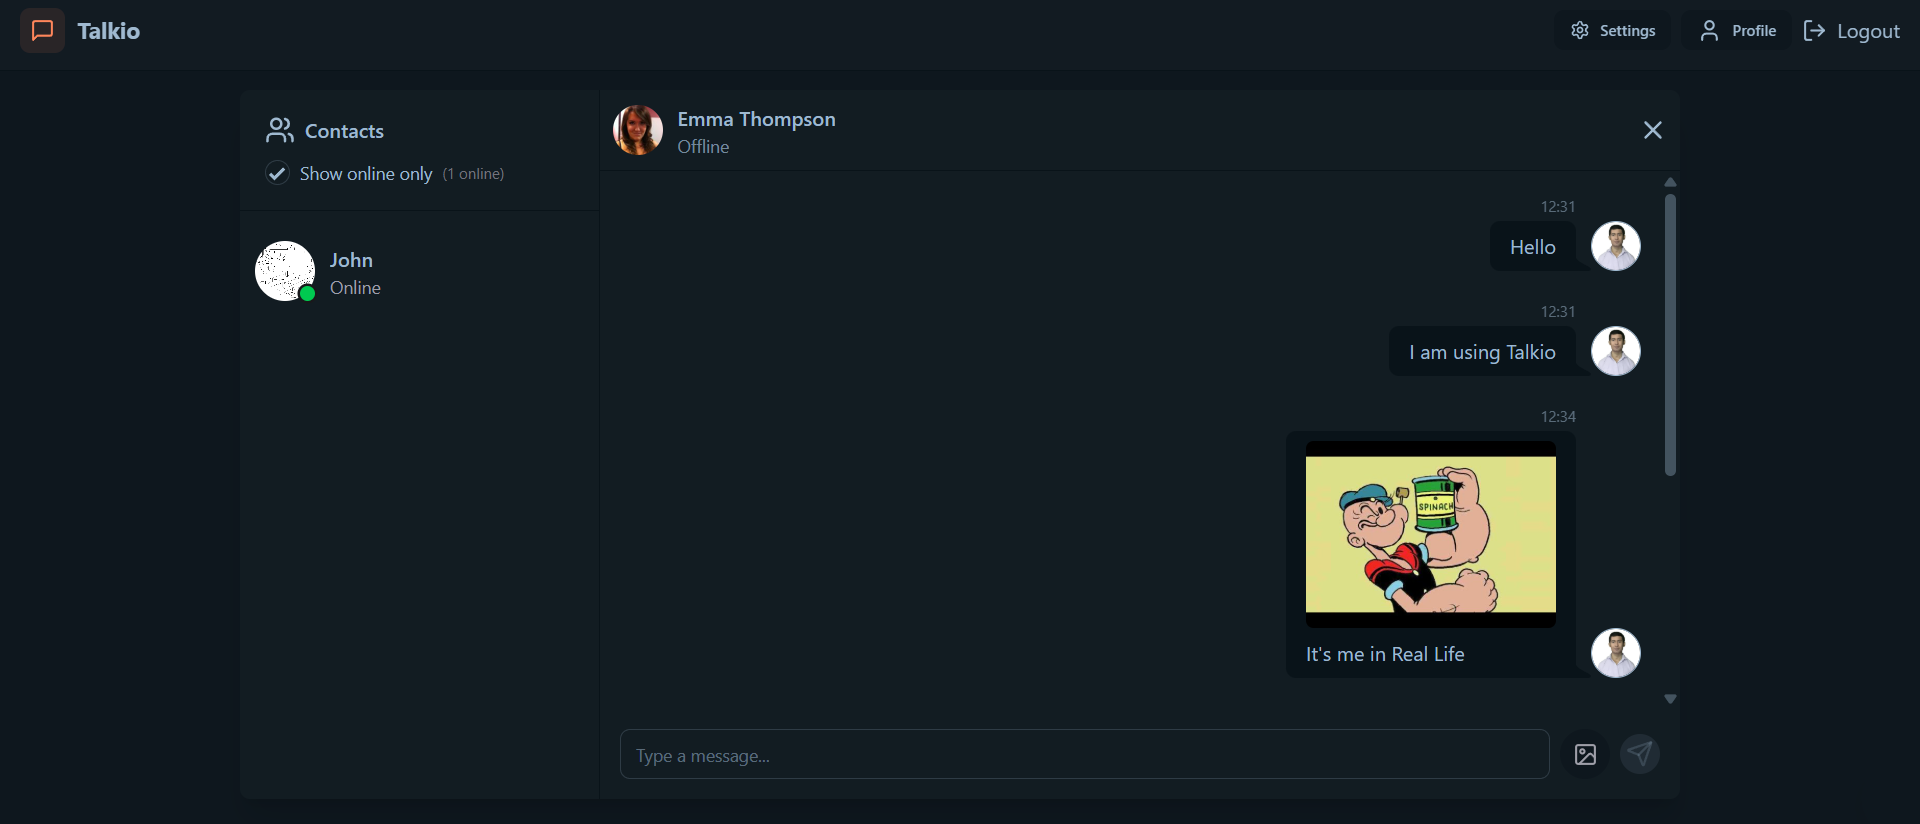 Talkio
Settings
Profile
Logout
Contacts
Show online only (1 online)
John
Online
Emma Thompson
Offline
12:31
Hello
12:31
I am using Talkio
12:34
SPINACH
It's me in Real Life
Type a message...